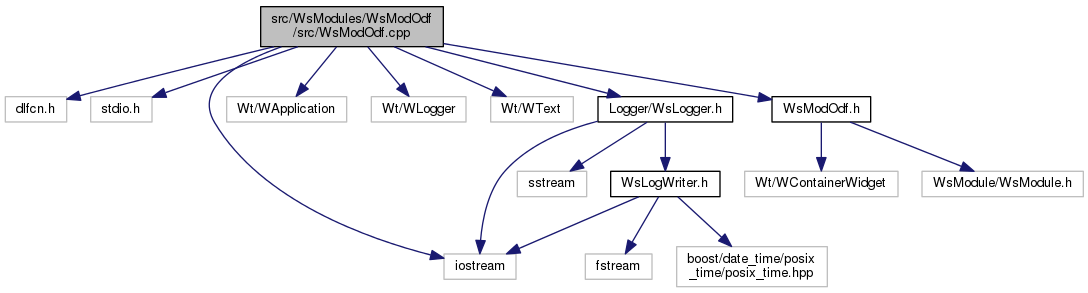 src/WsModules/WsModOdf
/src/WsModOdf.cpp
dlfcn.h
stdio.h
Wt/WApplication
Wt/WLogger
Wt/WText
Logger/WsLogger.h
WsModOdf.h
sstream
WsLogWriter.h
Wt/WContainerWidget
WsModule/WsModule.h
iostream
fstream
boost/date_time/posix
_time/posix_time.hpp